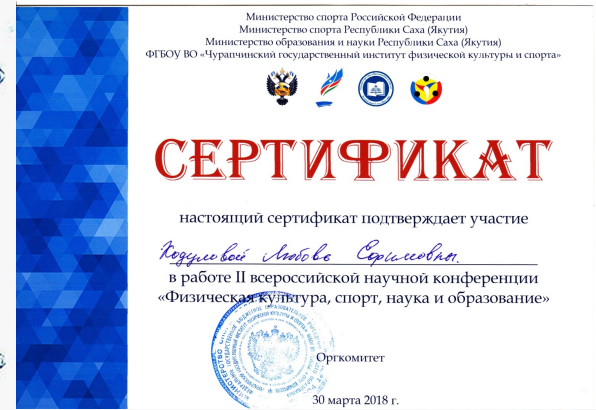 Министерство спорта Российской Федерации
Министерство спорта Республики Саха (Якутия)
Министерство образования и науки Республики Саха (Якутия)
ФГБОУ ВО «Чурапчинский государственный институт физической культуры и спорта»
СЕРТИФИКАТ
настоящий сертификат подтверждает участие
Любовь
в работе II всероссийской научной конференции
«Физическая культура, спорт, наука и образование»
Оргкомитет
30 марта 2018 г.